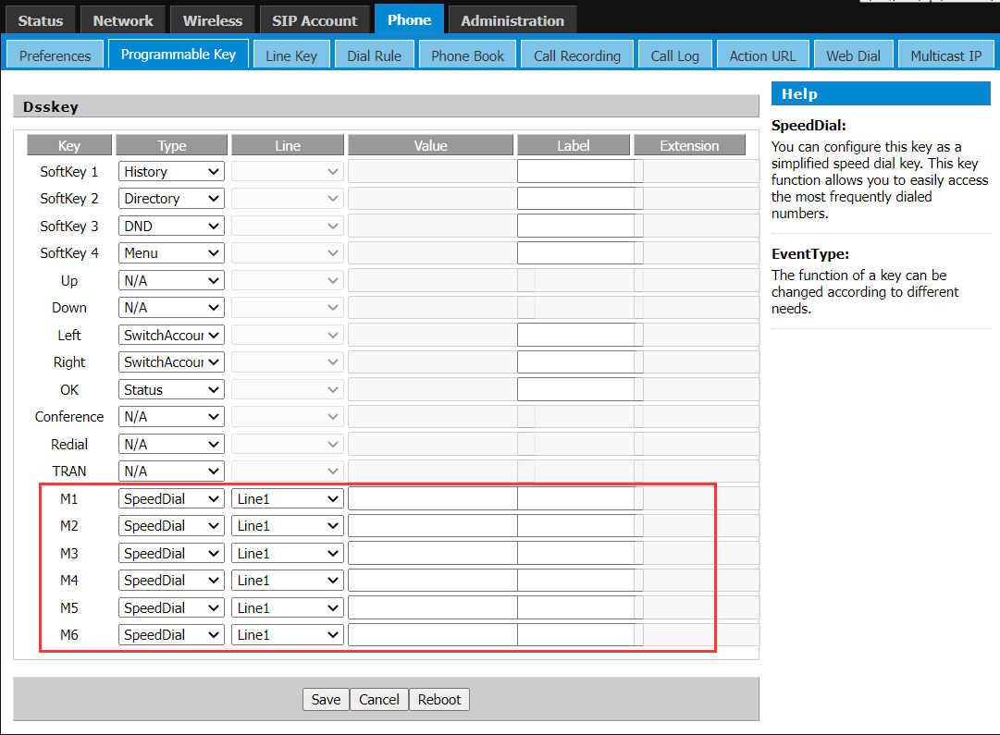 Status Network Wireless SIP Account Phone Administration
Preferences Programmable Key Line Key Dial Rule Phone Book Call Recording Call Log Action URL Web Dial Multicast IP
Dsskey
Key Type Line Value Label Extension
SoftKey 1 History
SoftKey 2 Directory
SoftKey 3 DND
SoftKey 4 Menu
Up N/A
Down N/A
Left SwitchAccour
Right SwitchAccour
OK Status
Conference N/A
Redial N/A
TRAN N/A
M1 SpeedDial Line1
M2 SpeedDial Line1
M3 SpeedDial Line1
M4 SpeedDial Line1
M5 SpeedDial Line1
M6 SpeedDial Line1
Save Cancel Reboot
Help
SpeedDial:
You can configure this key as a
simplified speed dial key. This key
function allows you to easily access
the most frequently dialed
numbers.
EventType:
The function of a key can be
changed according to different
needs.